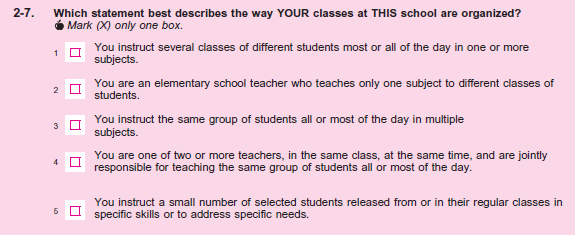 2-7. Which statement best describes the way YOUR classes at THIS school are organized?
Mark (X) only one box.
1 You instruct several classes of different students most or all of the day in one or more
subjects.
2 You are an elementary school teacher who teaches only one subject to different classes of
students.
3 You instruct the same group of students all or most of the day in multiple
subjects.
4 You are one of two or more teachers, in the same class, at the same time, and are jointly
responsible for teaching the same group of students all or most of the day.
5 You instruct a small number of selected students released from or in their regular classes in
specific skills or to address specific needs.